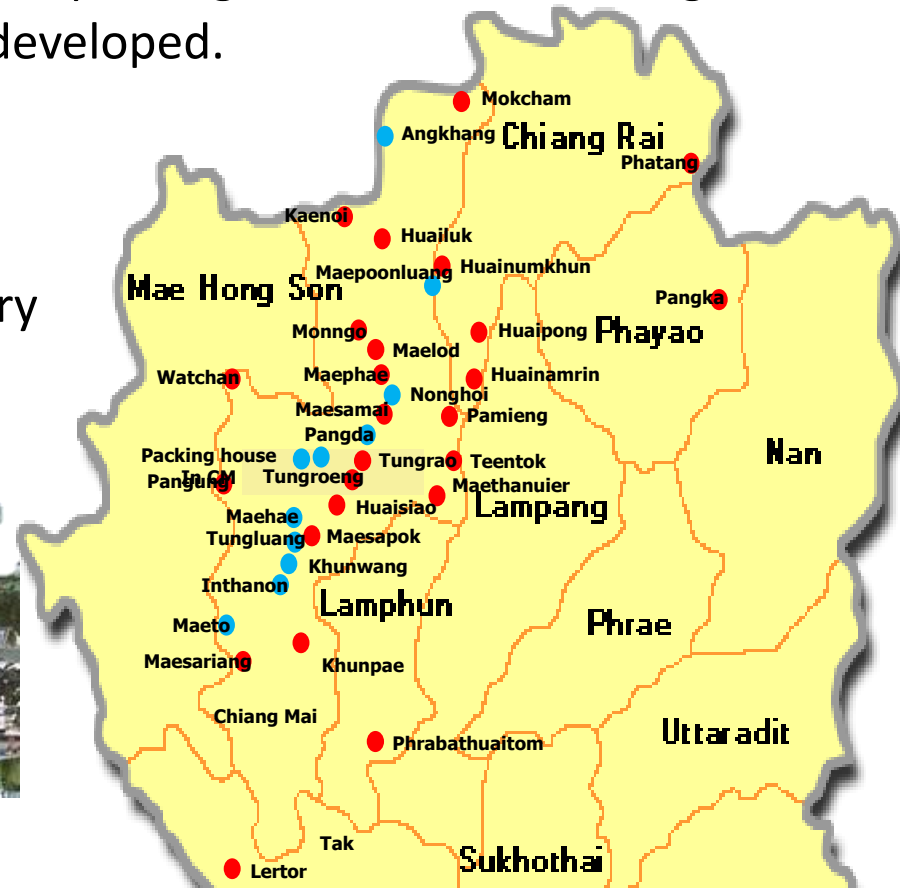 developed.
ry
Mokcham
Angkhang
Chiang Rai
Phatang
Kaenoi
Huailuk
Maepoonluang
Huainumkhun
Mae Hong Son
Pangka
Monngo
Huaipong
Phayao
Maelod
Watchan
Maephae
Huainamrin
Nonghoi
Maesamai
Pamieng
Pangda
Nan
Packing house
In CM
Tungrao
Teentok
Pangung
Tungroeng
Maethanuier
Huaisiao
Lampang
Maehae
Tungluang
Maesapok
Khunwang
Inthanon
Lamphun
Maeto
Phrae
Maesariang
Khunpae
Chiang Mai
Uttaradit
Phrabathuaitom
Tak
Sukhothai
Lertor